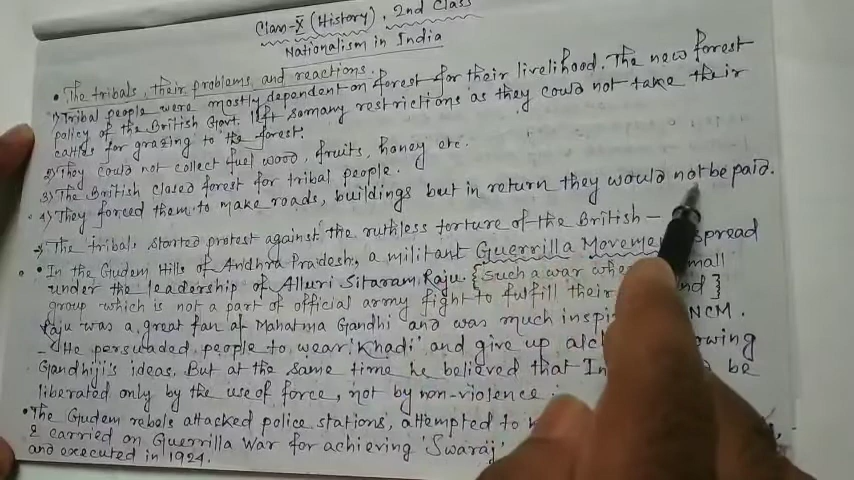 Class-X (History), 2nd Class
Nationalism in India
• The tribals, their problems and reactions.
1) Tribal people were mostly dependent on forest for their livelihood. The new forest
policy of the British Govt. left somany restrictions as they could not take their
cattles for grazing to the forest.
2) They could not collect fuel wood, fruits, honey etc.
3) The British closed forest for tribal people.
4) They forced them to make roads, buildings but in return they would not be paid.
→ The tribals started protest against the ruthless torture of the British —
• In the Gudem Hills of Andhra Pradesh, a militant Guerrilla Movement spread
under the leadership of Alluri Sitaram Raju. {Such a war where small
group which is not a part of official army fight to fulfill their }
Raju was a great fan of Mahatma Gandhi and was much NCM.
– He persuaded people to wear 'Khadi' and give up
Gandhiji's ideas. But at the same time he believed that be
liberated only by the use of force, not by non-violence.
• The Gudem rebels attacked police stations, attempted to
& carried on Guerrilla War for achieving 'Swaraj'
and executed in 1924.